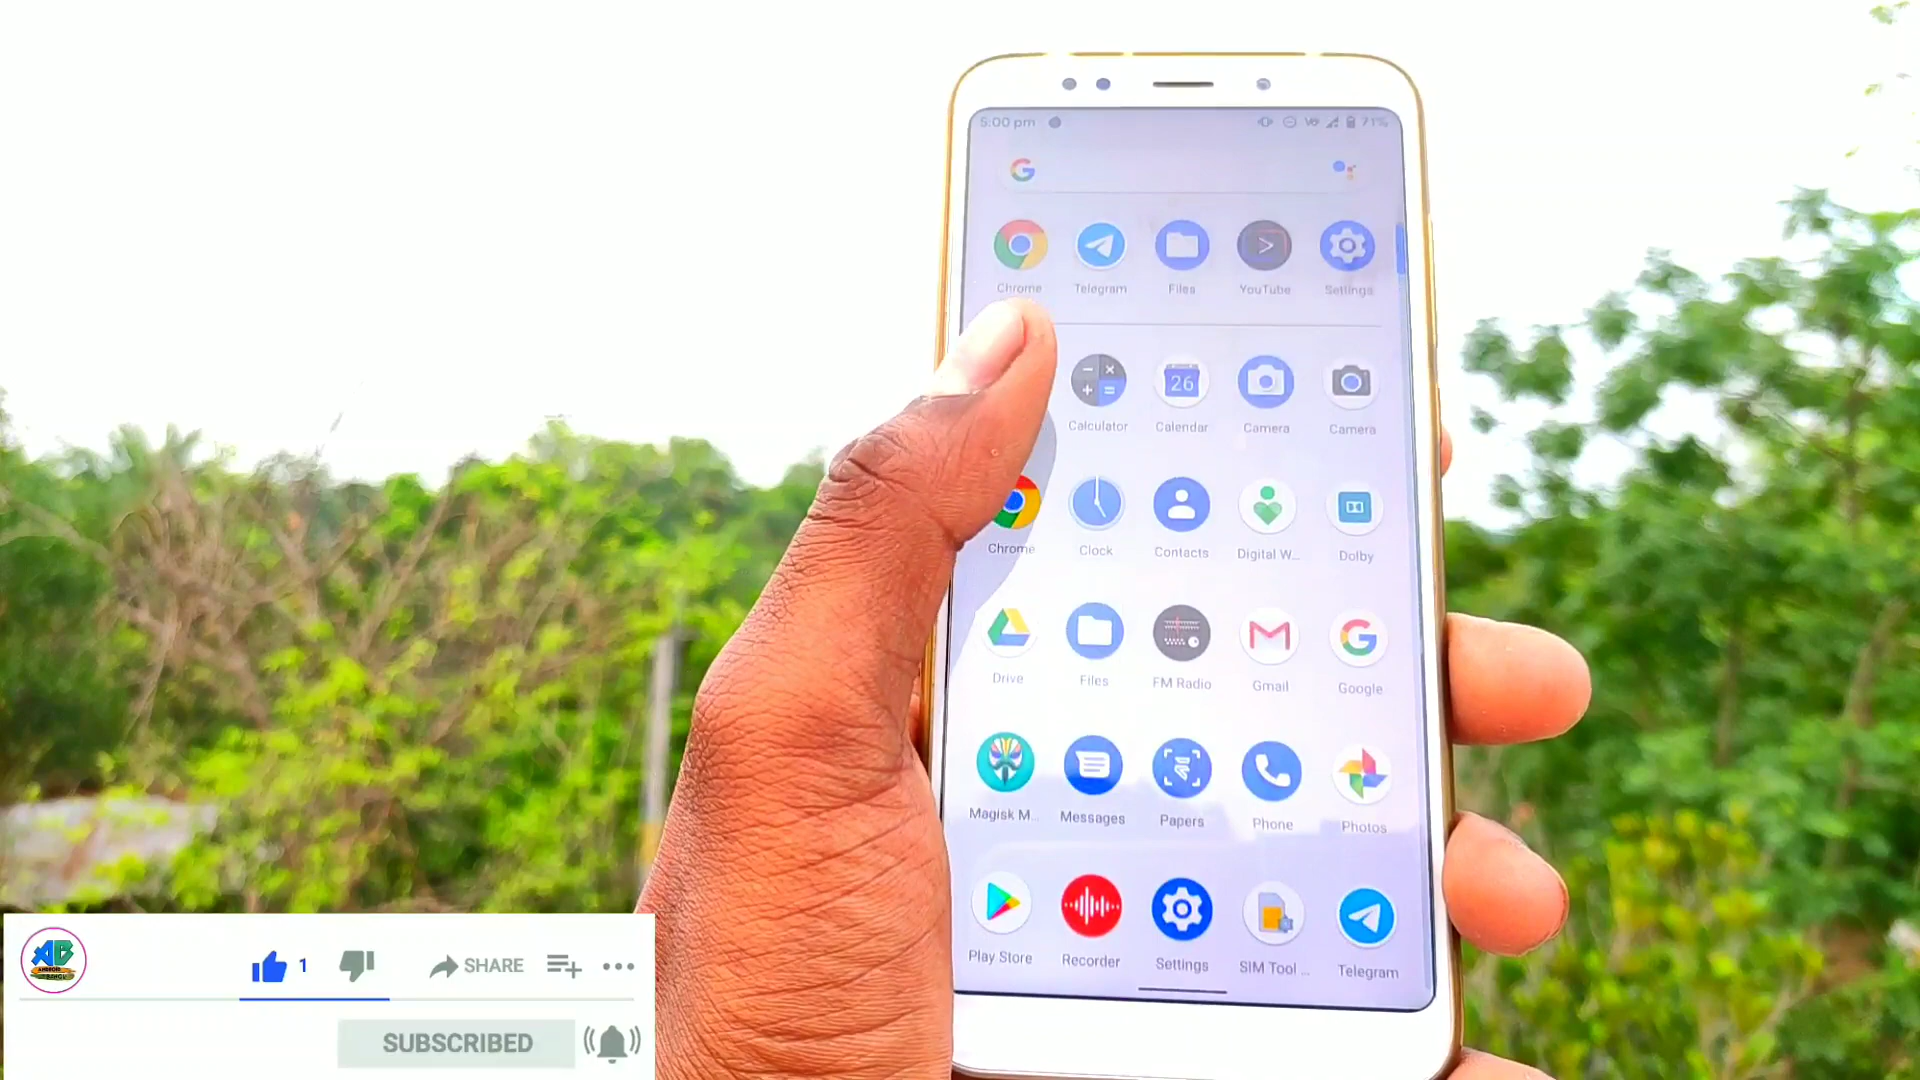 5:00 pm 71%
Chrome Telegram Files YouTube Settings
26
Calculator Calendar Camera Camera
Chrome Clock Contacts Digital W... Dolby
Drive Files FM Radio Gmail Google
Magisk M... Messages Papers Phone Photos
Play Store Recorder Settings SIM Tool ... Telegram
AB
1 SHARE
SUBSCRIBED